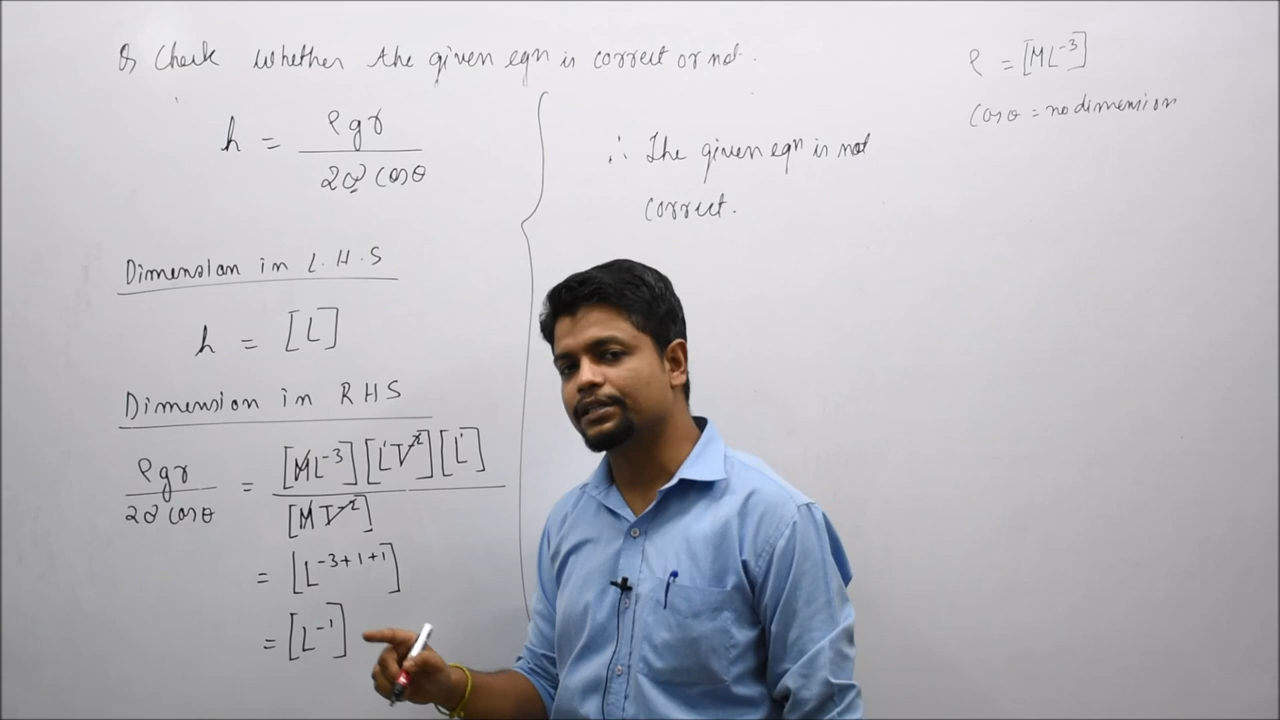 Q Check whether the given eqn is correct or not.
h = ρgr / 2σ cosθ
Dimension in L.H.S
h = [L]
Dimension in RHS
ρgr / 2σ cosθ = [ML⁻³][L¹T⁻²][L¹] / [MT⁻²]
= [L⁻³⁺¹⁺¹]
= [L⁻¹]
∴ The given eqⁿ is not
correct.
ρ = [ML⁻³]
cosθ = no dimension